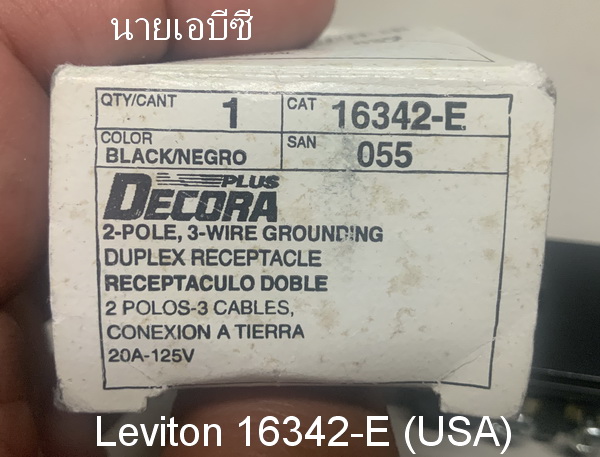 นายเอบีซี
QTY/CANT 1 CAT 16342-E
COLOR BLACK/NEGRO SAN 055
DECORA PLUS
2-POLE, 3-WIRE GROUNDING
DUPLEX RECEPTACLE
RECEPTACULO DOBLE
2 POLOS-3 CABLES,
CONEXION A TIERRA
20A-125V
Leviton 16342-E (USA)